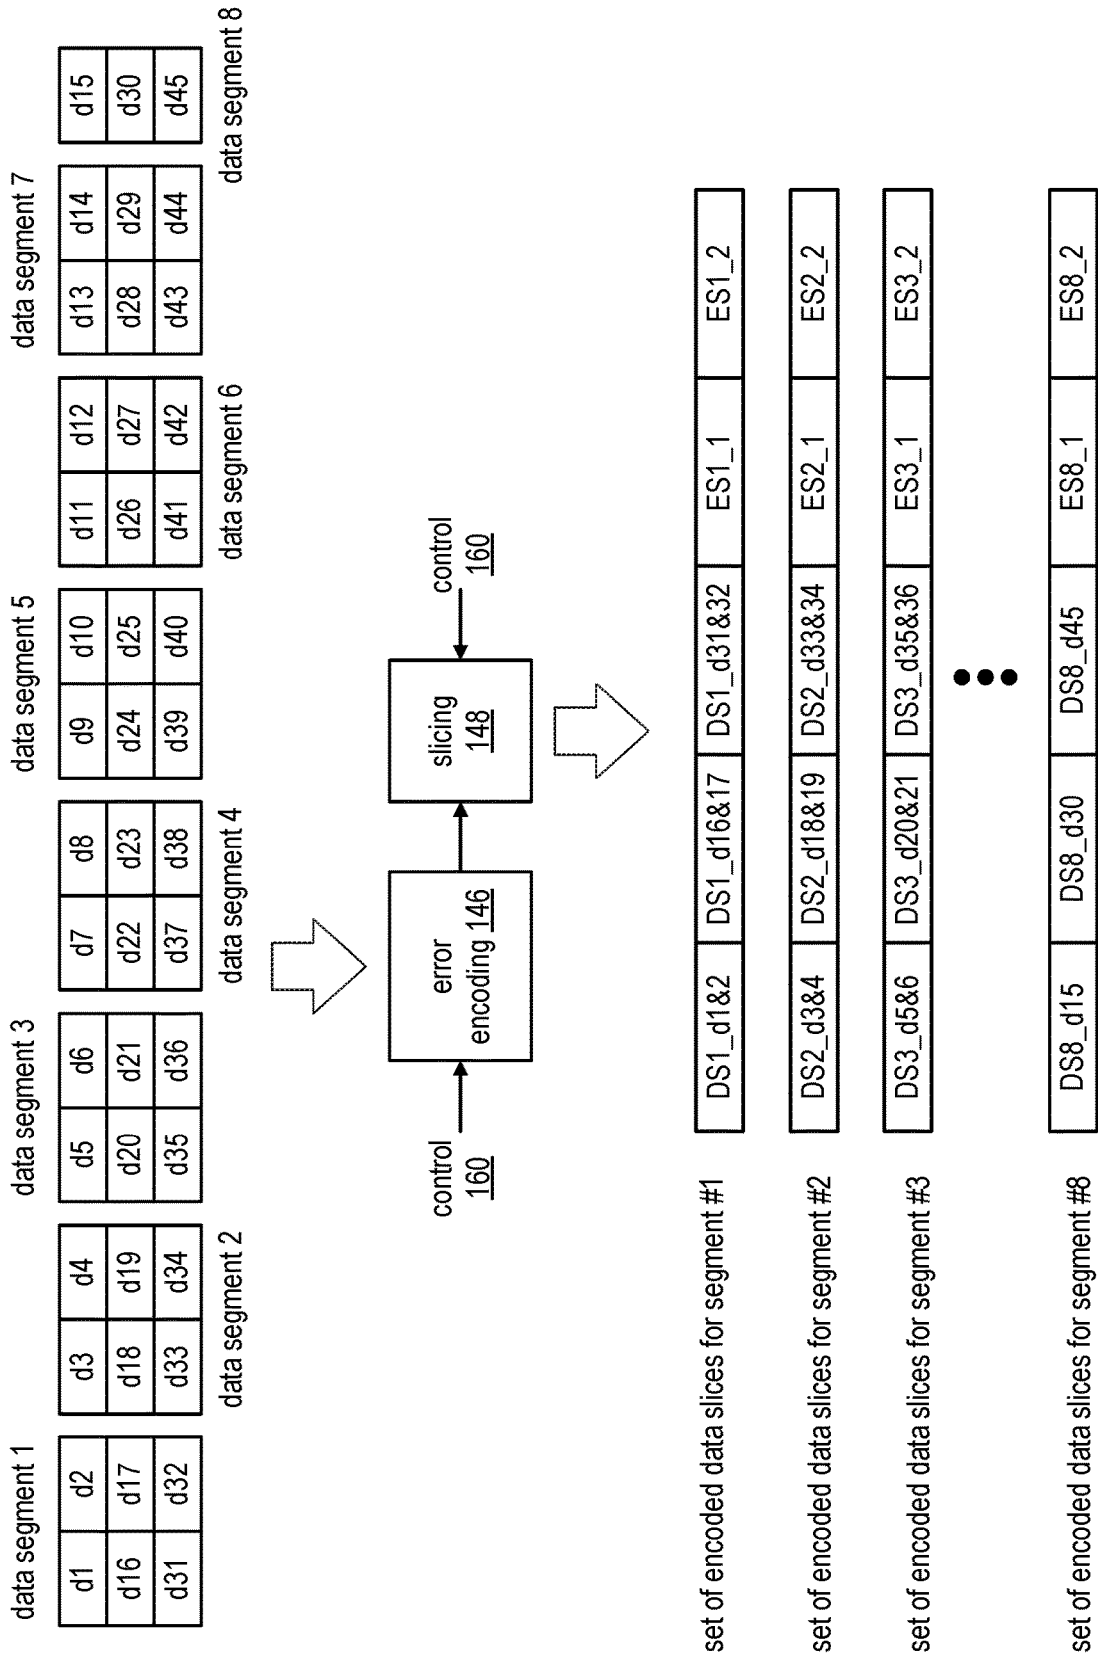 data segment 1
data segment 3
data segment 5
data segment 7
d1 d2 d3 d4 d5 d6 d7 d8 d9 d10 d11 d12 d13 d14 d15
d16 d17 d18 d19 d20 d21 d22 d23 d24 d25 d26 d27 d28 d29 d30
d31 d32 d33 d34 d35 d36 d37 d38 d39 d40 d41 d42 d43 d44 d45
data segment 2
data segment 4
data segment 6
data segment 8
control
160
error
encoding 146
slicing
148
control
160
set of encoded data slices for segment #1 DS1_d1&2 DS1_d16&17 DS1_d31&32 ES1_1 ES1_2
set of encoded data slices for segment #2 DS2_d3&4 DS2_d18&19 DS2_d33&34 ES2_1 ES2_2
set of encoded data slices for segment #3 DS3_d5&6 DS3_d20&21 DS3_d35&36 ES3_1 ES3_2
set of encoded data slices for segment #8 DS8_d15 DS8_d30 DS8_d45 ES8_1 ES8_2